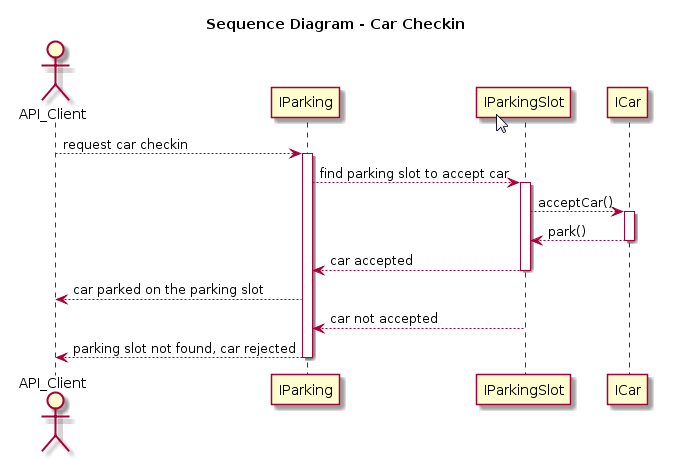 Sequence Diagram - Car Checkin
API_Client
IParking
IParkingSlot
ICar
request car checkin
find parking slot to accept car
acceptCar()
park()
car accepted
car parked on the parking slot
car not accepted
parking slot not found, car rejected
API_Client
IParking
IParkingSlot
ICar